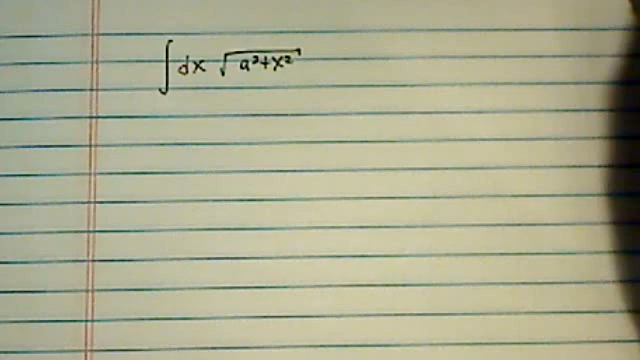 ∫ dx √(a²+x²)